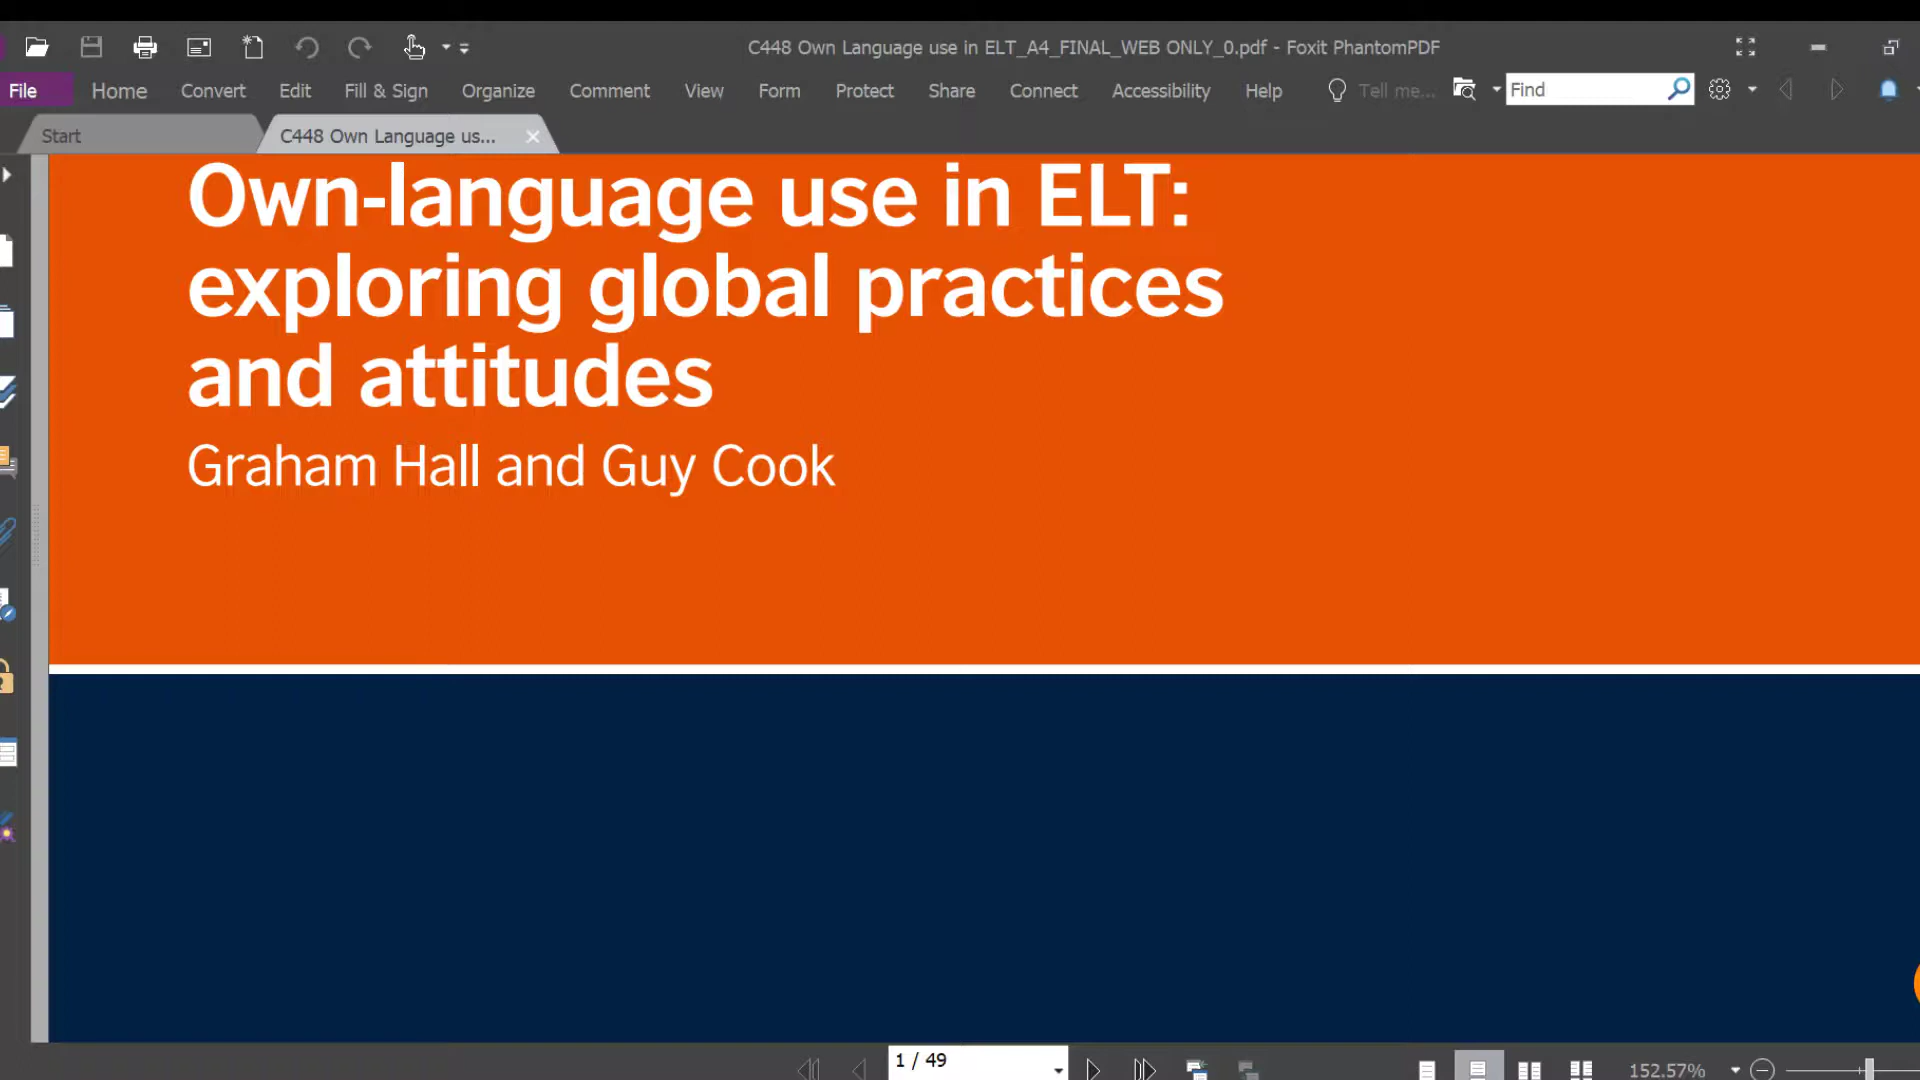 C448 Own Language use in ELT_A4_FINAL_WEB ONLY_0.pdf - Foxit PhantomPDF
File Home Convert Edit Fill & Sign Organize Comment View Form Protect Share Connect Accessibility Help Tell me... Find
Start C448 Own Language us...
Own-language use in ELT:
exploring global practices
and attitudes
Graham Hall and Guy Cook
1 / 49
152.57%